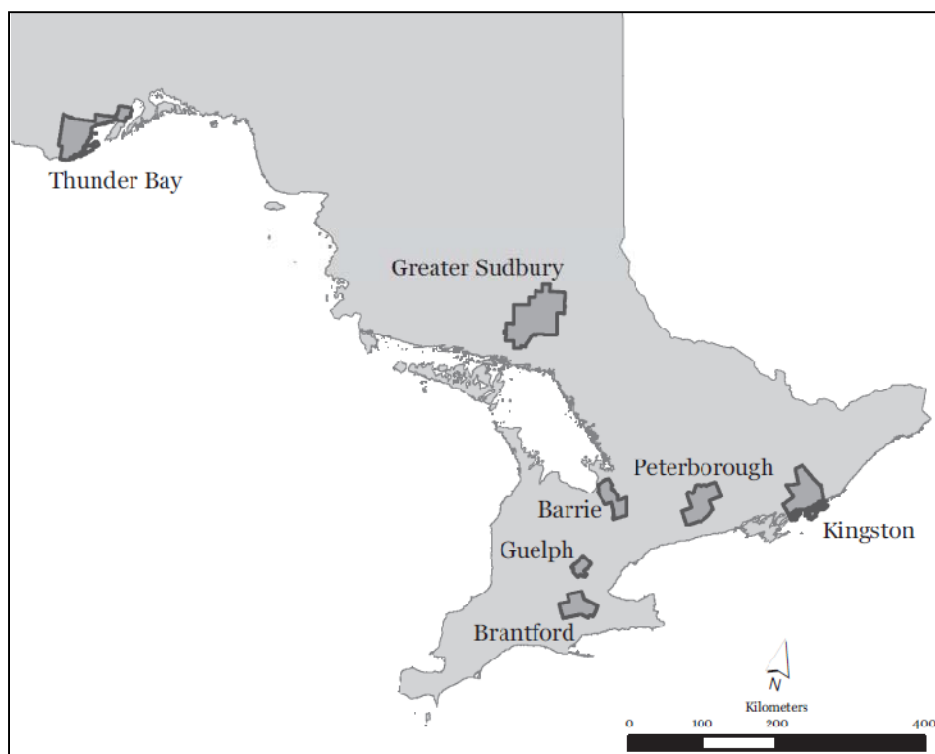 Thunder Bay
Greater Sudbury
Peterborough
Barrie
Kingston
Guelph
Brantford
N
Kilometers
0 100 200 400